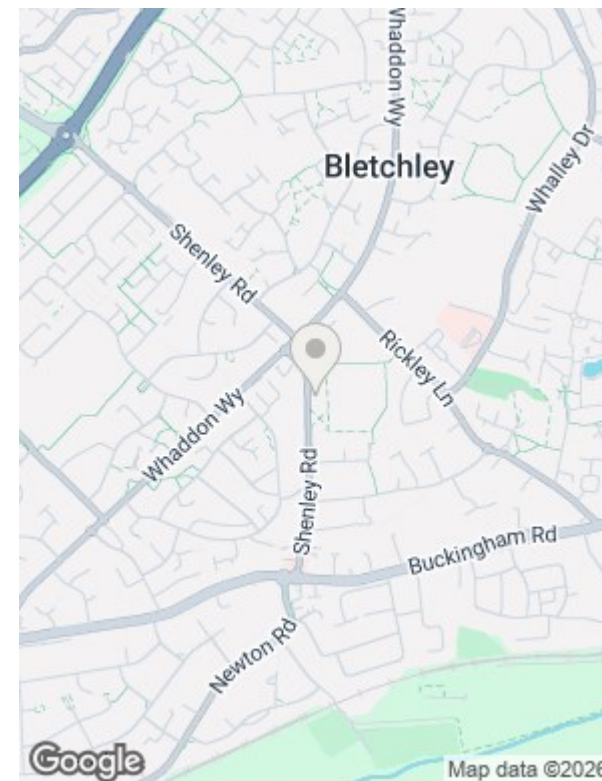 Whaddon Wy
Bletchley
Whalley Dr
Shenley Rd
Rickley Ln
Whaddon Wy
Shenley Rd
Buckingham Rd
Newton Rd
Google
Map data ©2026